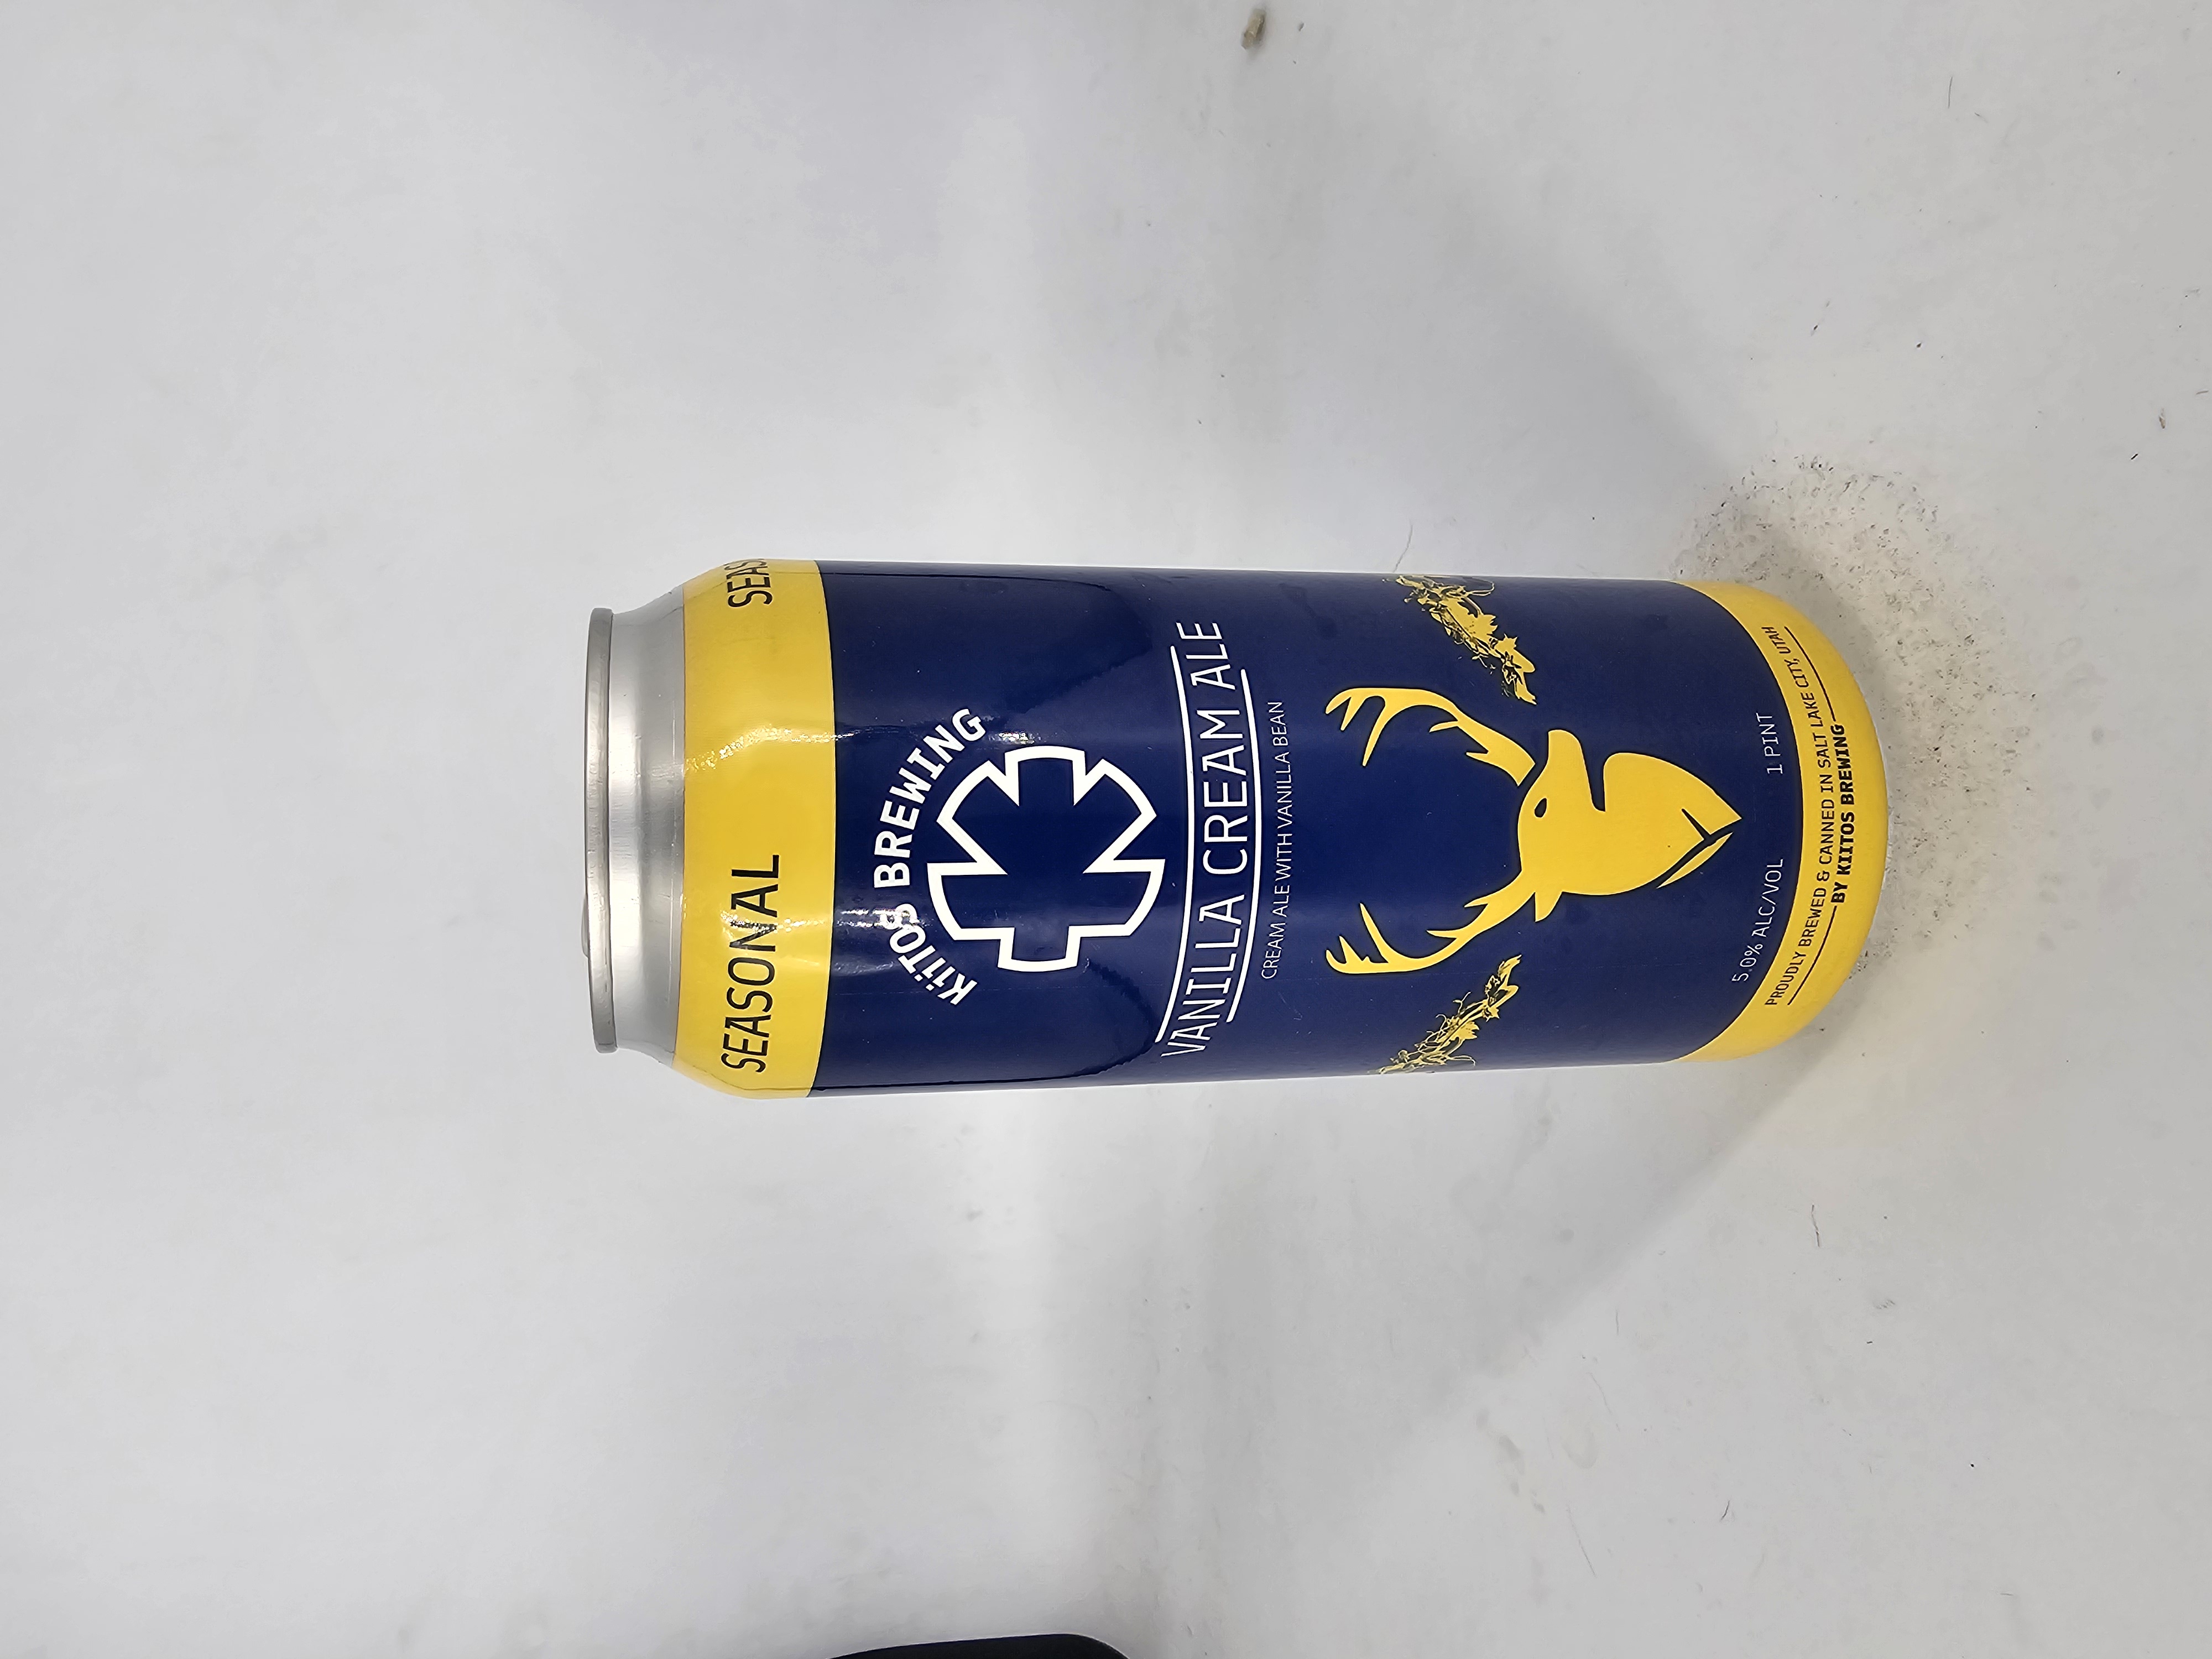 SEASONAL
SEAS
KiiTOS BREWING
VANILLA CREAM ALE
CREAM ALE WITH VANILLA BEAN
5.0% ALC/VOL 1 PINT
PROUDLY BREWED & CANNED IN SALT LAKE CITY, UTAH
BY KIITOS BREWING